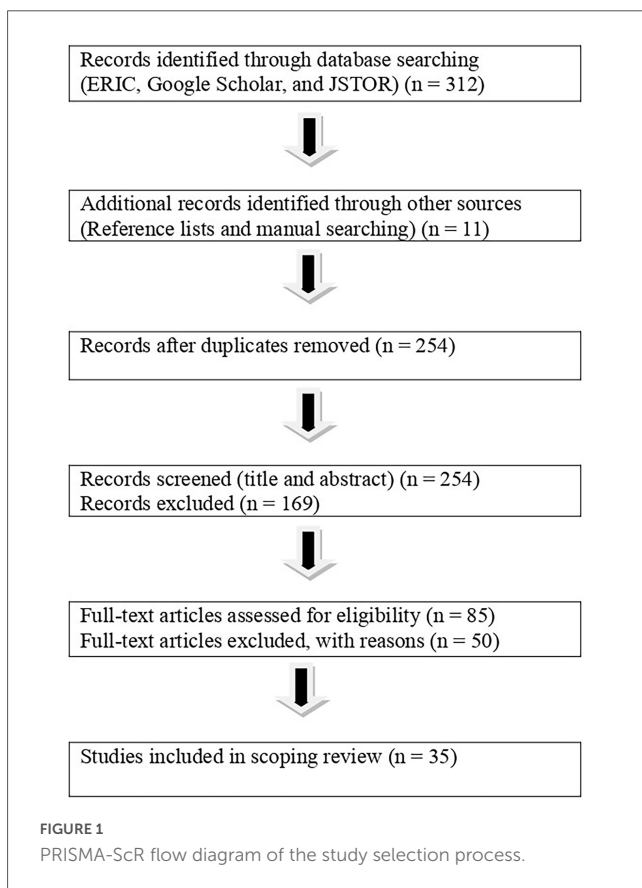 Records identified through database searching
(ERIC, Google Scholar, and JSTOR) (n = 312)
Additional records identified through other sources
(Reference lists and manual searching) (n = 11)
Records after duplicates removed (n = 254)
Records screened (title and abstract) (n = 254)
Records excluded (n = 169)
Full-text articles assessed for eligibility (n = 85)
Full-text articles excluded, with reasons (n = 50)
Studies included in scoping review (n = 35)
FIGURE 1
PRISMA-ScR flow diagram of the study selection process.